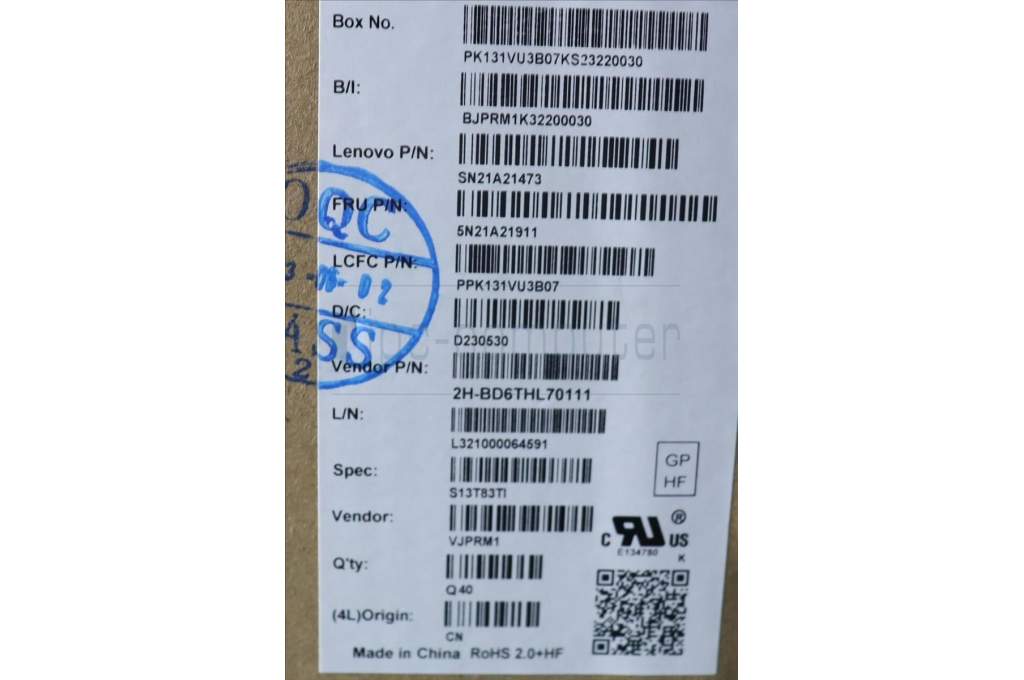 Box No.
PK131VU3B07KS23220030
B/I:
BJPRM1K32200030
Lenovo P/N:
SN21A21473
FRU P/N:
5N21A21911
QC
LCFC P/N:
PPK131VU3B07
D/C:
D230530
SS
Vendor P/N:
2H-BD6THL70111
L/N:
L321000064591
GP
HF
Spec:
S13T83TI
Vendor:
VJPRM1
C US
®
E134780
K
Q'ty:
Q40
(4L)Origin:
CN
Made in China RoHS 2.0+HF